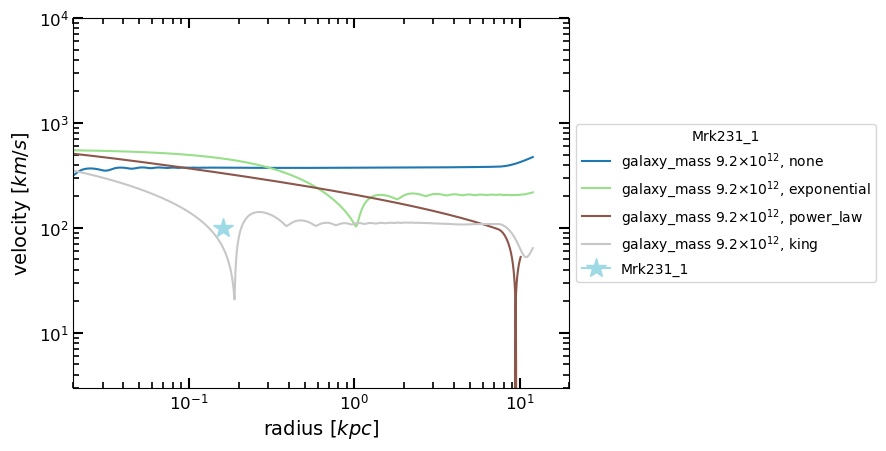 10⁴
10³
10²
10¹
velocity [km/s]
10⁻¹
10⁰
10¹
radius [kpc]
Mrk231_1
galaxy_mass 9.2×10¹², none
galaxy_mass 9.2×10¹², exponential
galaxy_mass 9.2×10¹², power_law
galaxy_mass 9.2×10¹², king
Mrk231_1